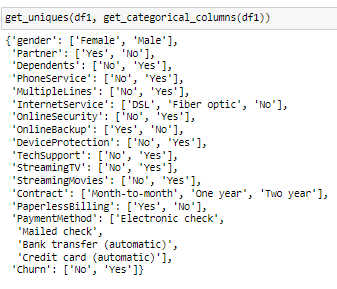 get_uniques(df1, get_categorical_columns(df1))
{'gender': ['Female', 'Male'],
'Partner': ['Yes', 'No'],
'Dependents': ['No', 'Yes'],
'PhoneService': ['No', 'Yes'],
'MultipleLines': ['No', 'Yes'],
'InternetService': ['DSL', 'Fiber optic', 'No'],
'OnlineSecurity': ['No', 'Yes'],
'OnlineBackup': ['Yes', 'No'],
'DeviceProtection': ['No', 'Yes'],
'TechSupport': ['No', 'Yes'],
'StreamingTV': ['No', 'Yes'],
'StreamingMovies': ['No', 'Yes'],
'Contract': ['Month-to-month', 'One year', 'Two year'],
'PaperlessBilling': ['Yes', 'No'],
'PaymentMethod': ['Electronic check',
'Mailed check',
'Bank transfer (automatic)',
'Credit card (automatic)'],
'Churn': ['No', 'Yes']}